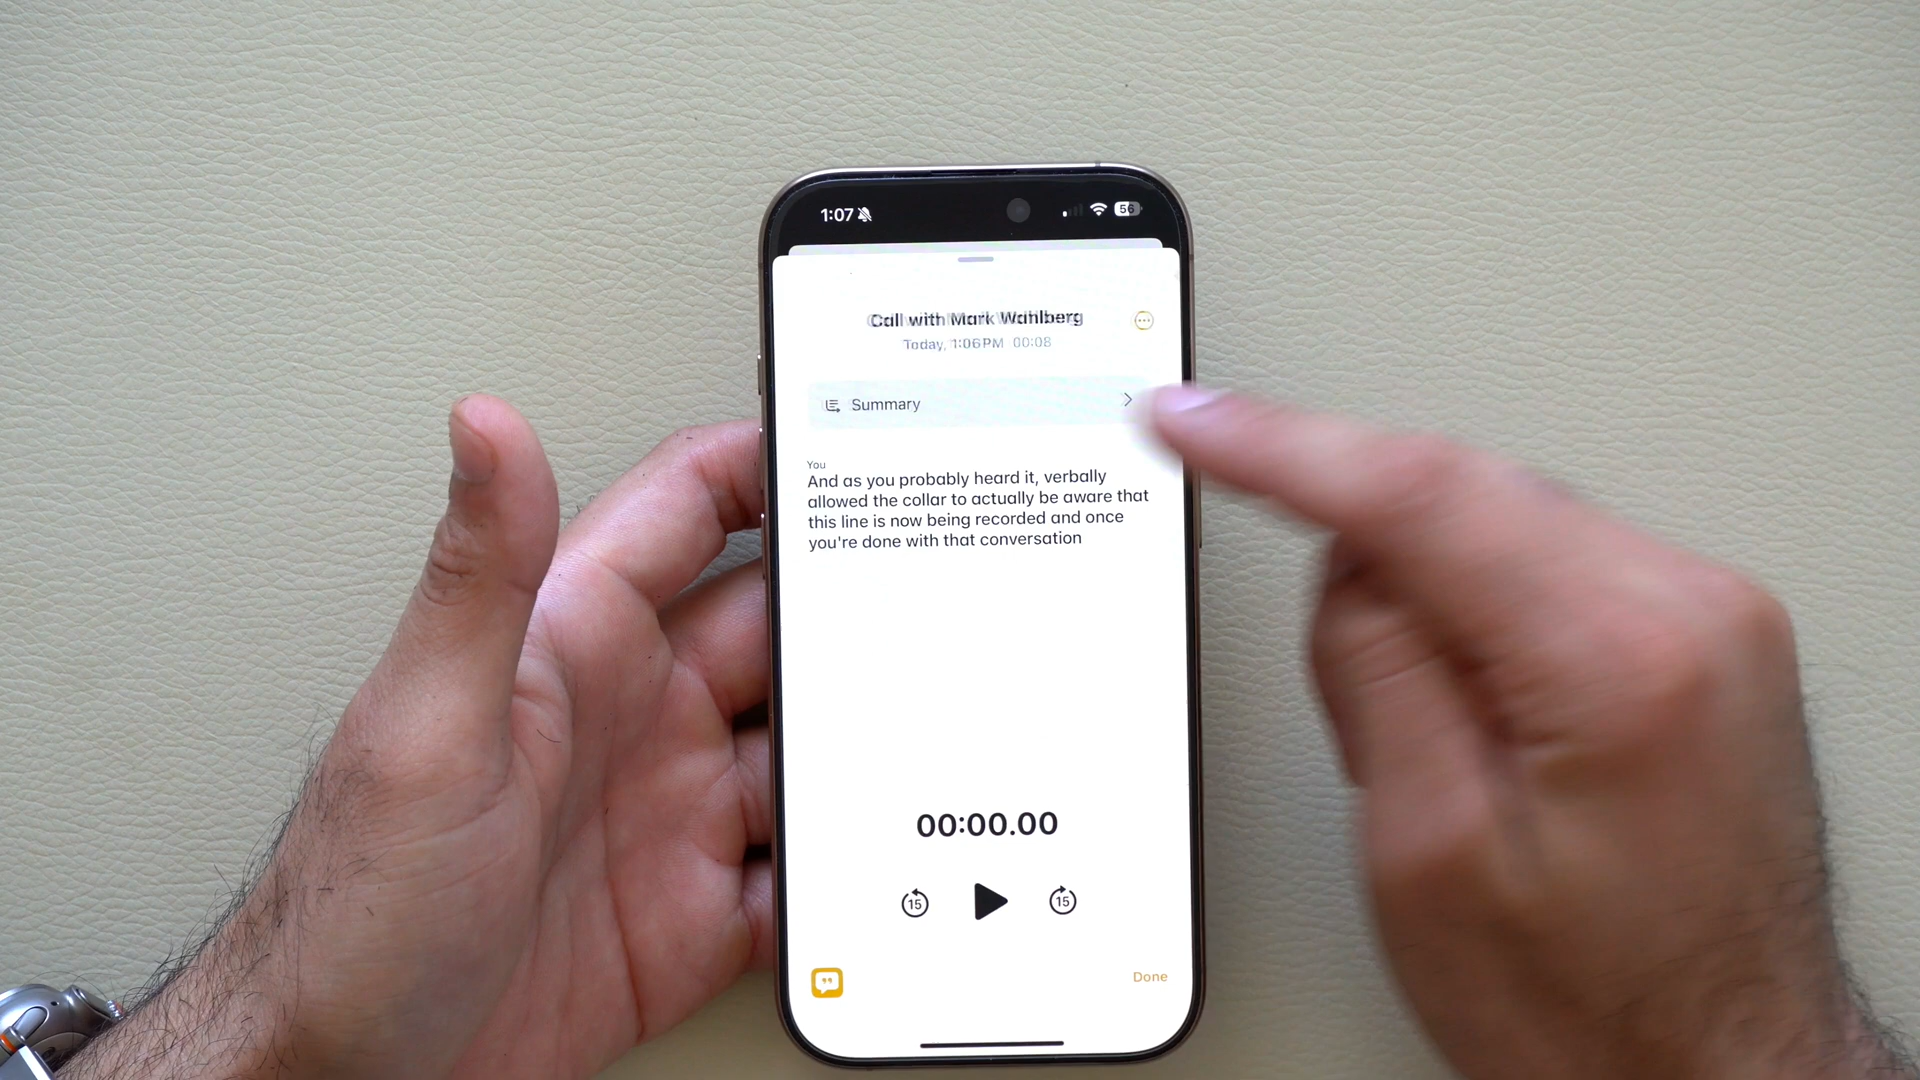 1:07
56
Call with Mark Wahlberg
Today, 1:06 PM 00:08
Summary
You
And as you probably heard it, verbally
allowed the collar to actually be aware that
this line is now being recorded and once
you're done with that conversation
00:00.00
15 15
Done